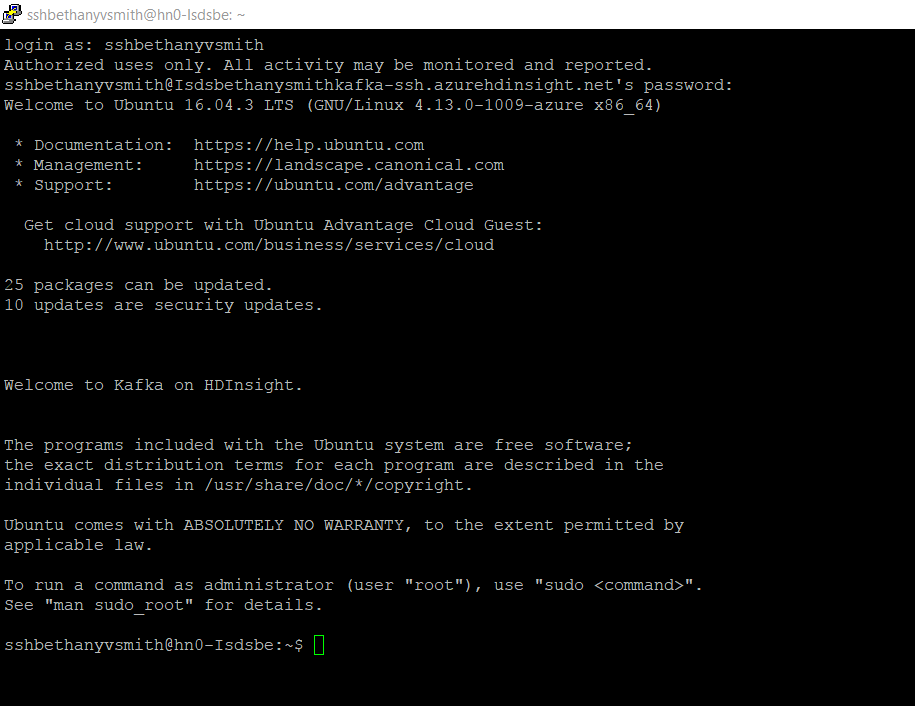 sshbethanyvsmith@hn0-lsdsbe: ~
login as: sshbethanyvsmith
Authorized uses only. All activity may be monitored and reported.
sshbethanyvsmith@lsdsbethanysmithkafka-ssh.azurehdinsight.net's password:
Welcome to Ubuntu 16.04.3 LTS (GNU/Linux 4.13.0-1009-azure x86_64)
* Documentation:  https://help.ubuntu.com
* Management:     https://landscape.canonical.com
* Support:        https://ubuntu.com/advantage
Get cloud support with Ubuntu Advantage Cloud Guest:
http://www.ubuntu.com/business/services/cloud
25 packages can be updated.
10 updates are security updates.
Welcome to Kafka on HDInsight.
The programs included with the Ubuntu system are free software;
the exact distribution terms for each program are described in the
individual files in /usr/share/doc/*/copyright.
Ubuntu comes with ABSOLUTELY NO WARRANTY, to the extent permitted by
applicable law.
To run a command as administrator (user "root"), use "sudo <command>".
See "man sudo_root" for details.
sshbethanyvsmith@hn0-lsdsbe:~$